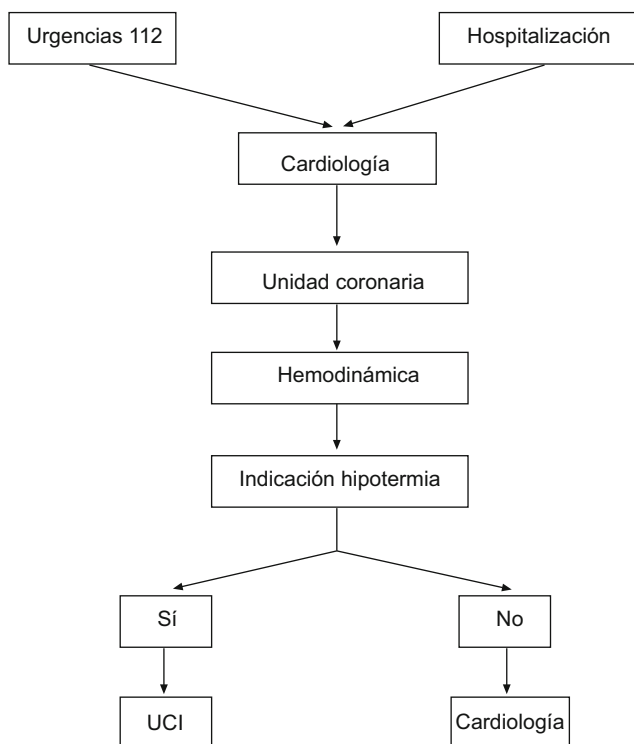 Urgencias 112
Hospitalización
Cardiología
Unidad coronaria
Hemodinámica
Indicación hipotermia
Sí
No
UCI
Cardiología